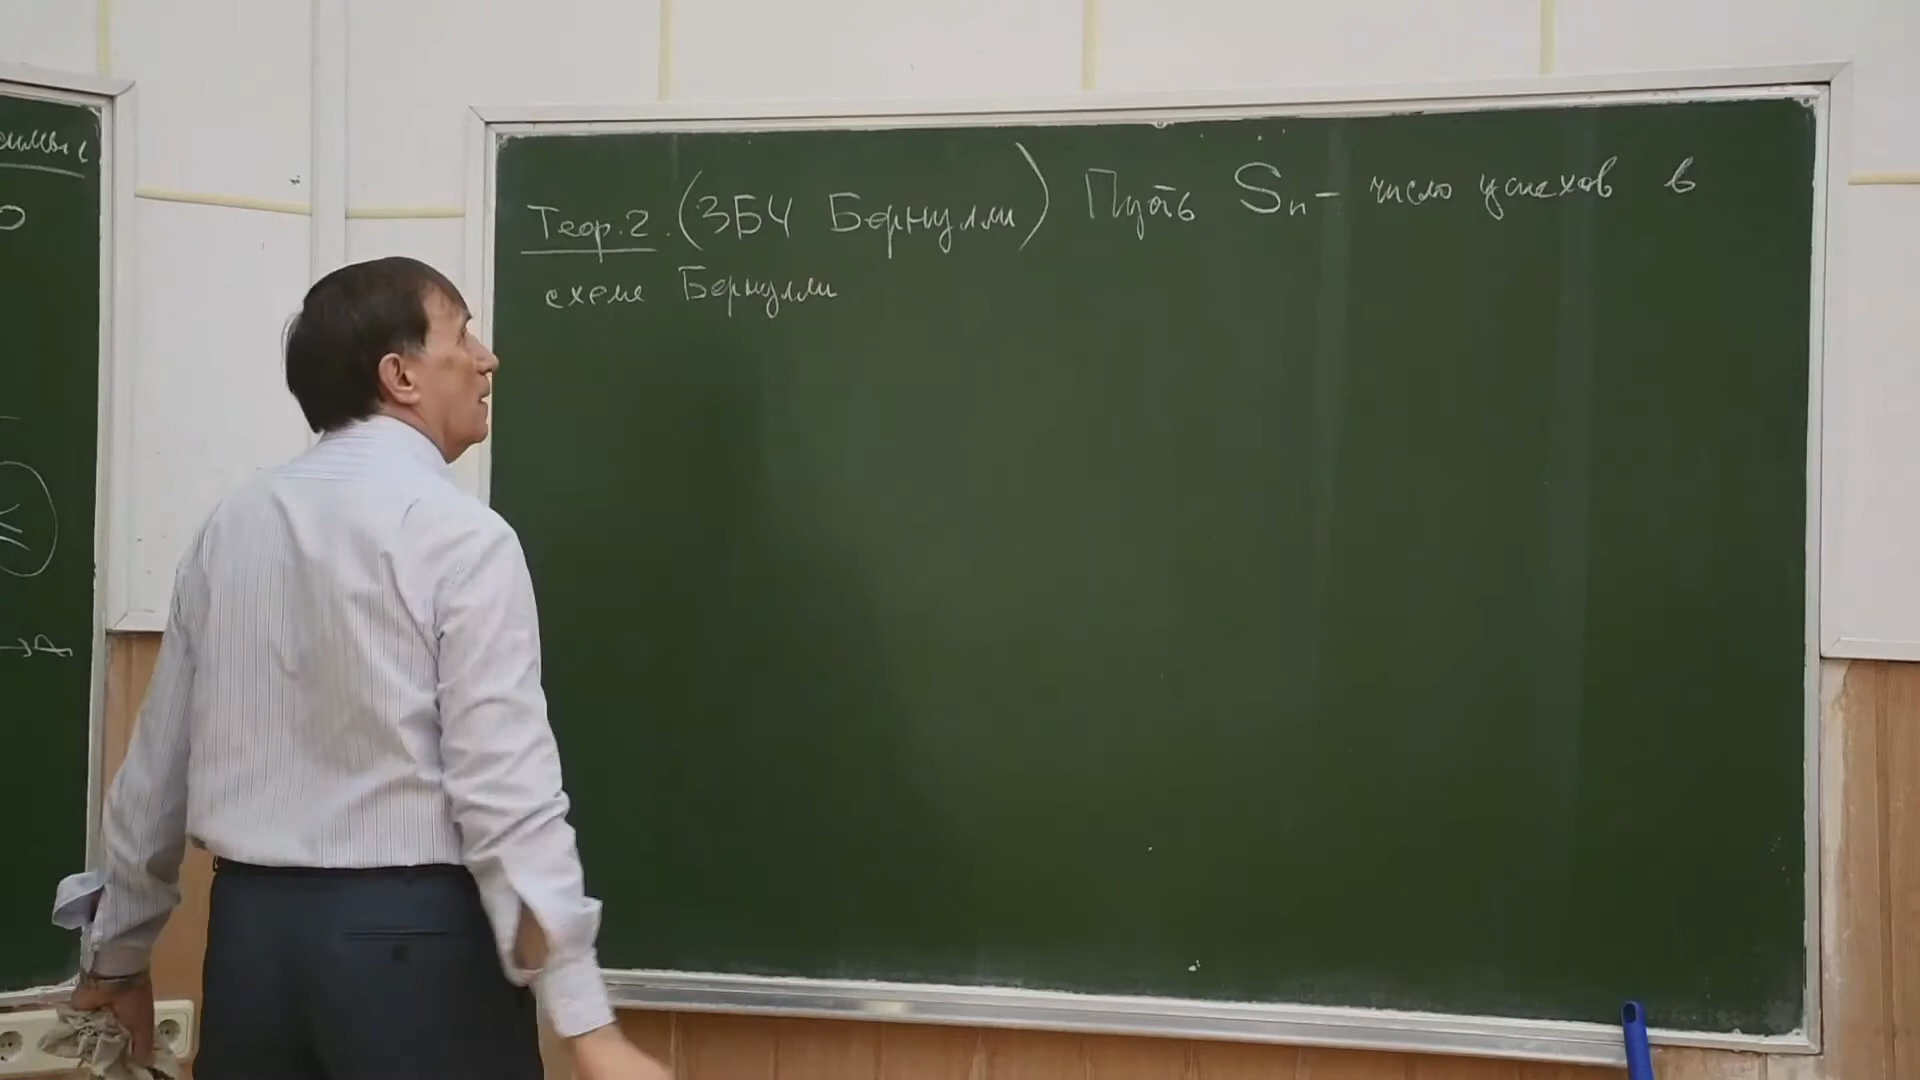 Теор.2. (ЗБЧ Бернулли) Пусть Sₙ - число успехов в
схеме Бернулли